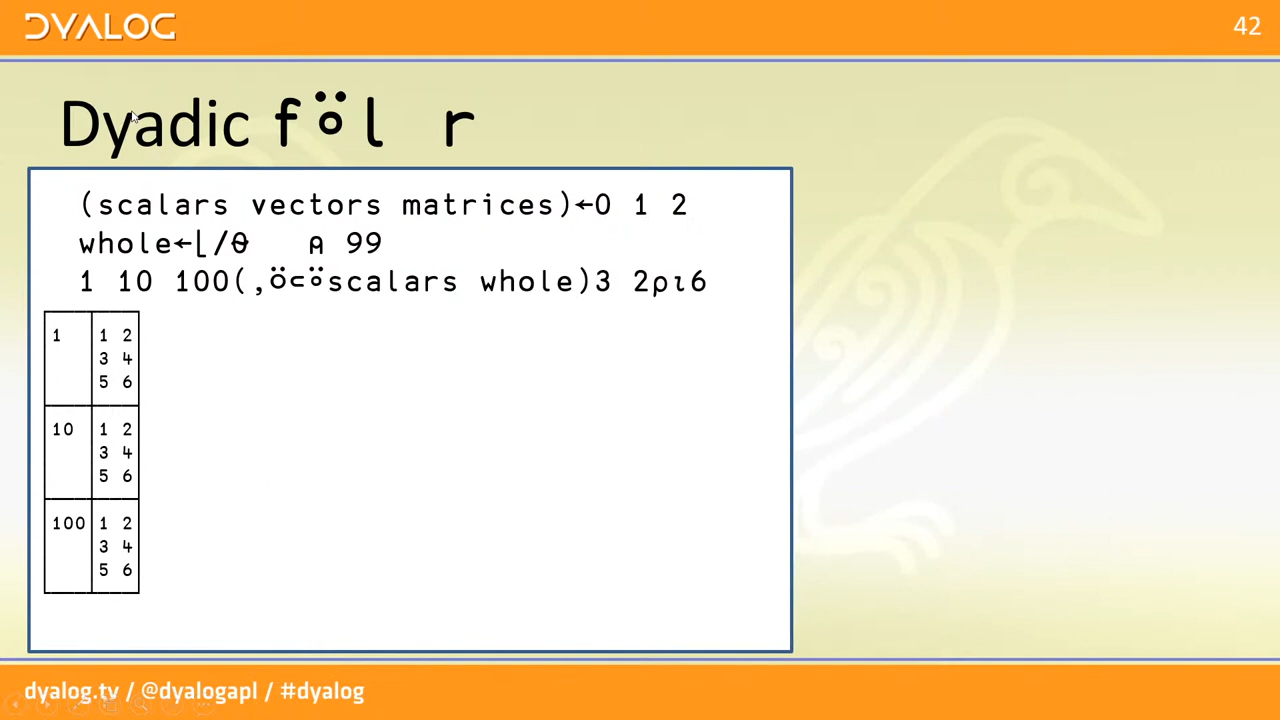 DYALOG
42
Dyadic f⍤l r
(scalars vectors matrices)←0 1 2
whole←⌊/⍬ ⍝ 99
1 10 100(,⍥⊂⍤scalars whole)3 2⍴⍳6
1 1 2
3 4
5 6
10 1 2
3 4
5 6
100 1 2
3 4
5 6
dyalog.tv / @dyalogapl / #dyalog